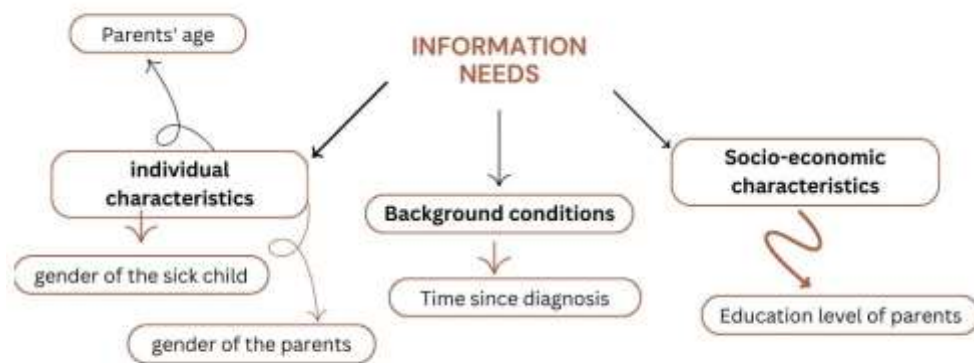 Parents' age
INFORMATION
NEEDS
individual
characteristics
Socio-economic
characteristics
Background conditions
gender of the sick child
Time since diagnosis
Education level of parents
gender of the parents